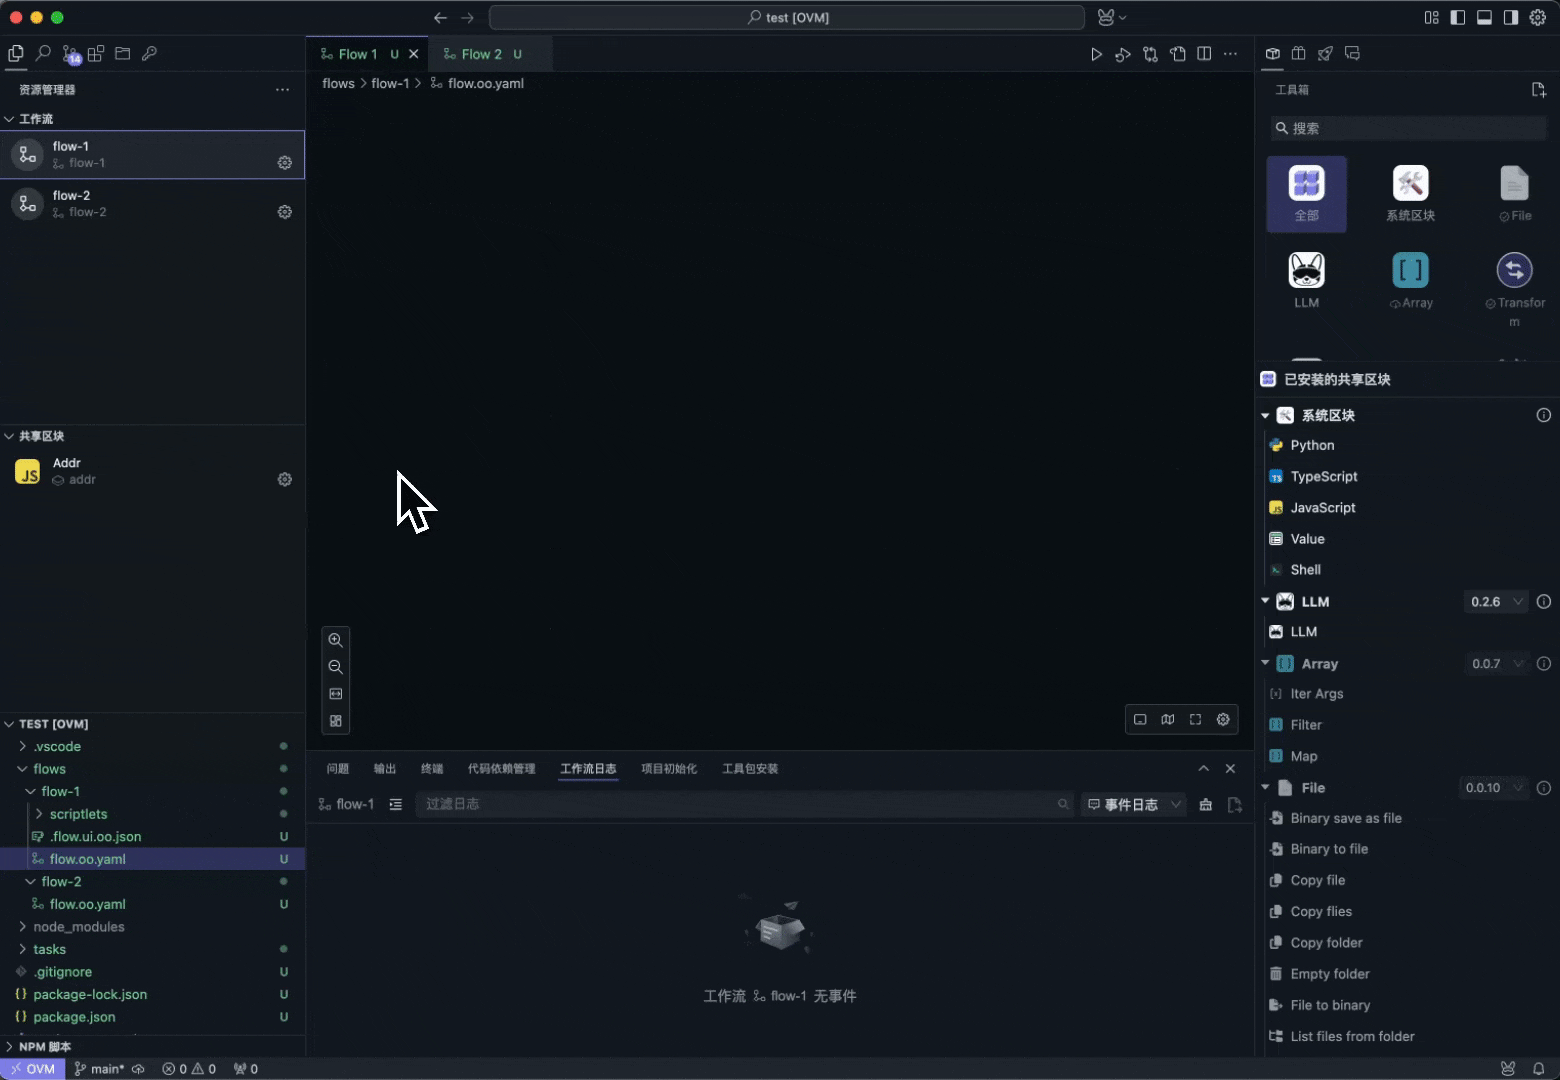 test [OVM]
14
Flow 1 U
Flow 2 U
flows > flow-1 > flow.oo.yaml
资源管理器
工作流
flow-1
flow-1
flow-2
flow-2
共享区块
JS
Addr
addr
TEST [OVM]
.vscode
flows
flow-1
scriptlets
.flow.ui.oo.json U
flow.oo.yaml U
flow-2
flow.oo.yaml U
node_modules
tasks
.gitignore U
package-lock.json U
package.json U
NPM 脚本
问题 输出 终端 代码依赖管理 工作流日志 项目初始化 工具包安装
flow-1 过滤日志 事件日志
工作流 flow-1 无事件
工具箱
搜索
全部 系统区块 File
LLM Array Transfor
m
已安装的共享区块
系统区块
Python
TS TypeScript
JS JavaScript
Value
Shell
LLM 0.2.6
LLM
Array 0.0.7
Iter Args
Filter
Map
File 0.0.10
Binary save as file
Binary to file
Copy file
Copy flies
Copy folder
Empty folder
File to binary
List files from folder
OVM main* 0 0 0